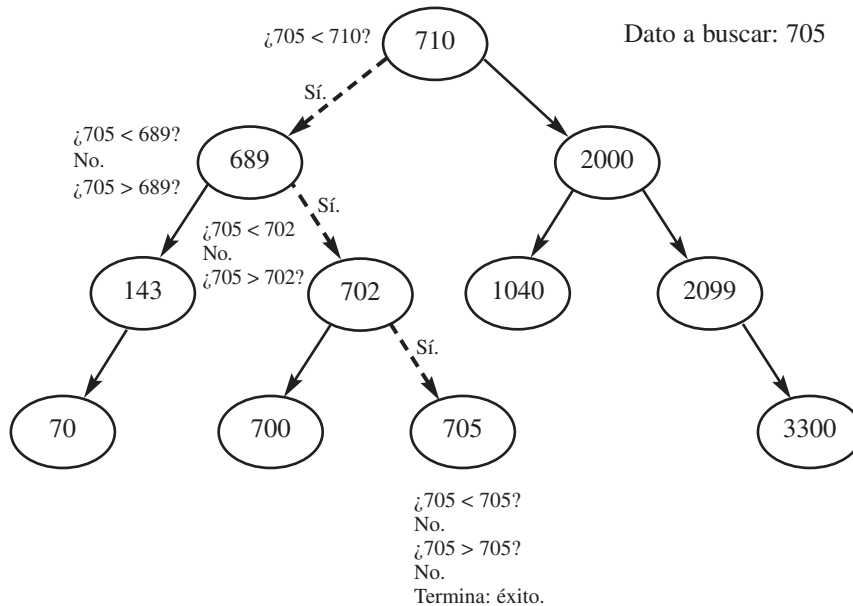 ¿705 < 710?
710
Dato a buscar: 705
Sí.
¿705 < 689?
No.
¿705 > 689?
689
2000
Sí.
¿705 < 702
No.
¿705 > 702?
143
702
1040
2099
Sí.
70
700
705
3300
¿705 < 705?
No.
¿705 > 705?
No.
Termina: éxito.